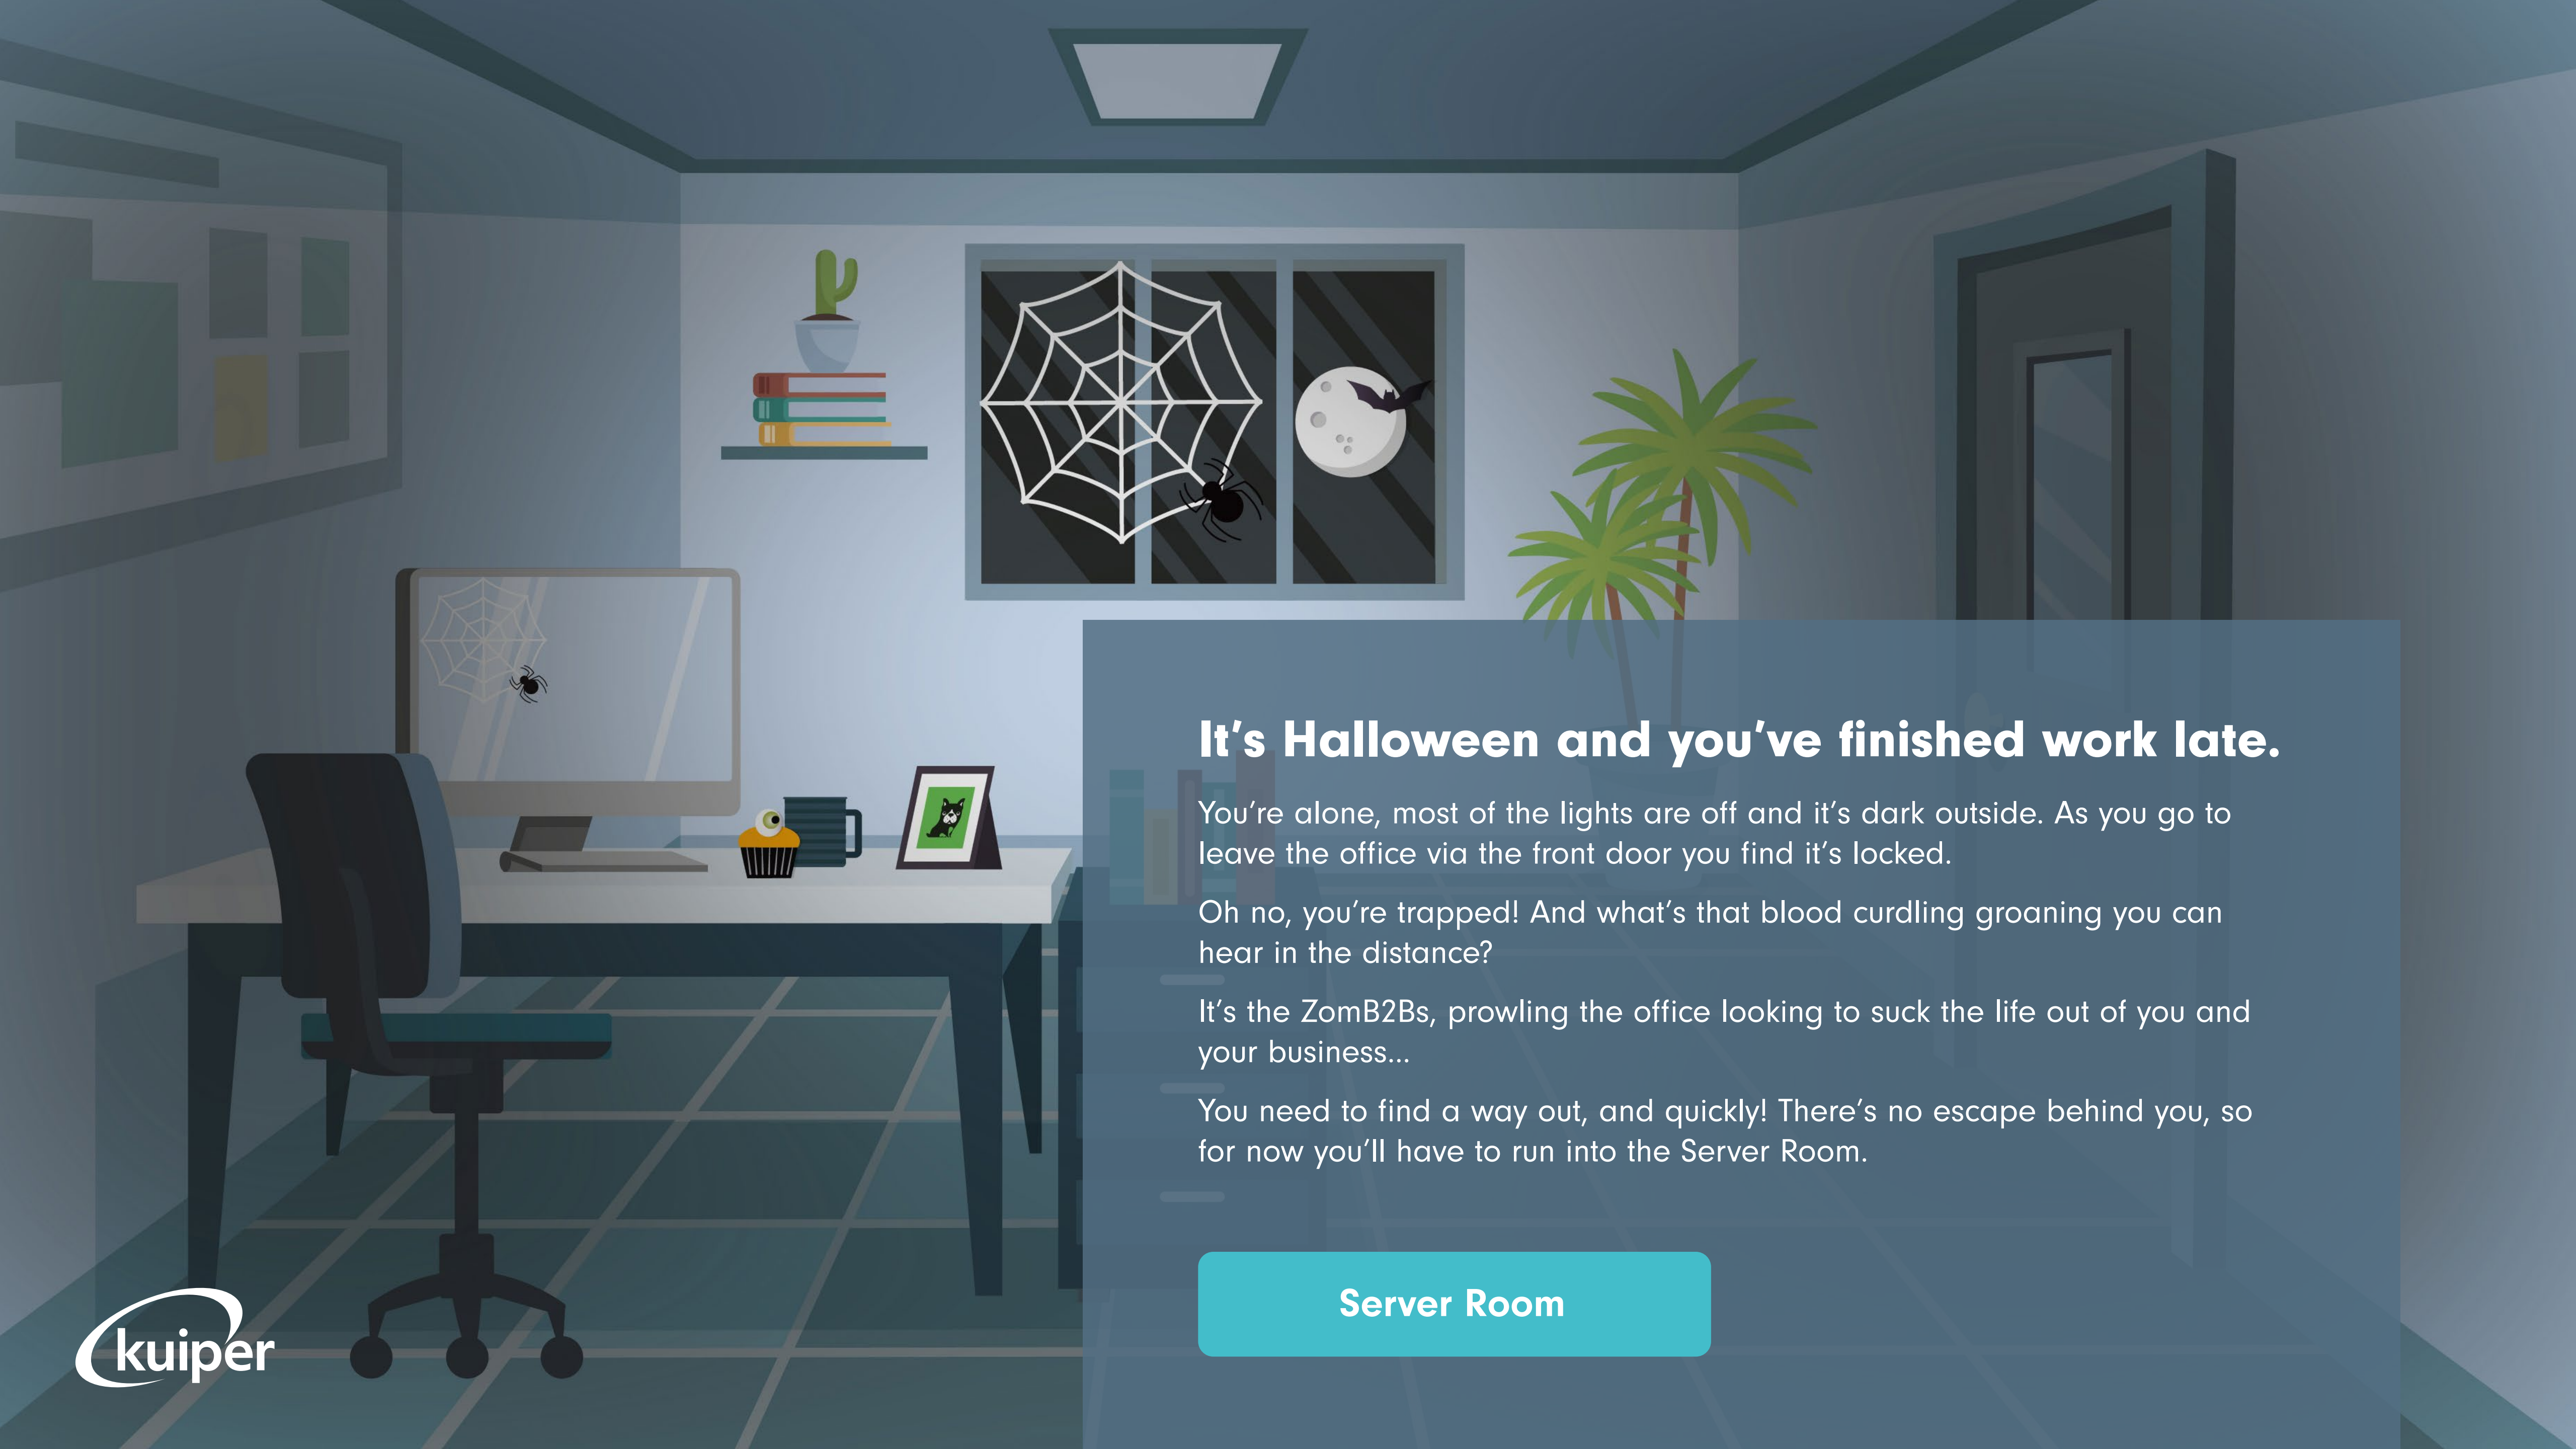 It’s Halloween and you’ve finished work late.
You’re alone, most of the lights are off and it’s dark outside. As you go to
leave the office via the front door you find it’s locked.
Oh no, you’re trapped! And what’s that blood curdling groaning you can
hear in the distance?
It’s the ZomB2Bs, prowling the office looking to suck the life out of you and
your business...
You need to find a way out, and quickly! There’s no escape behind you, so
for now you’ll have to run into the Server Room.
Server Room
kuiper